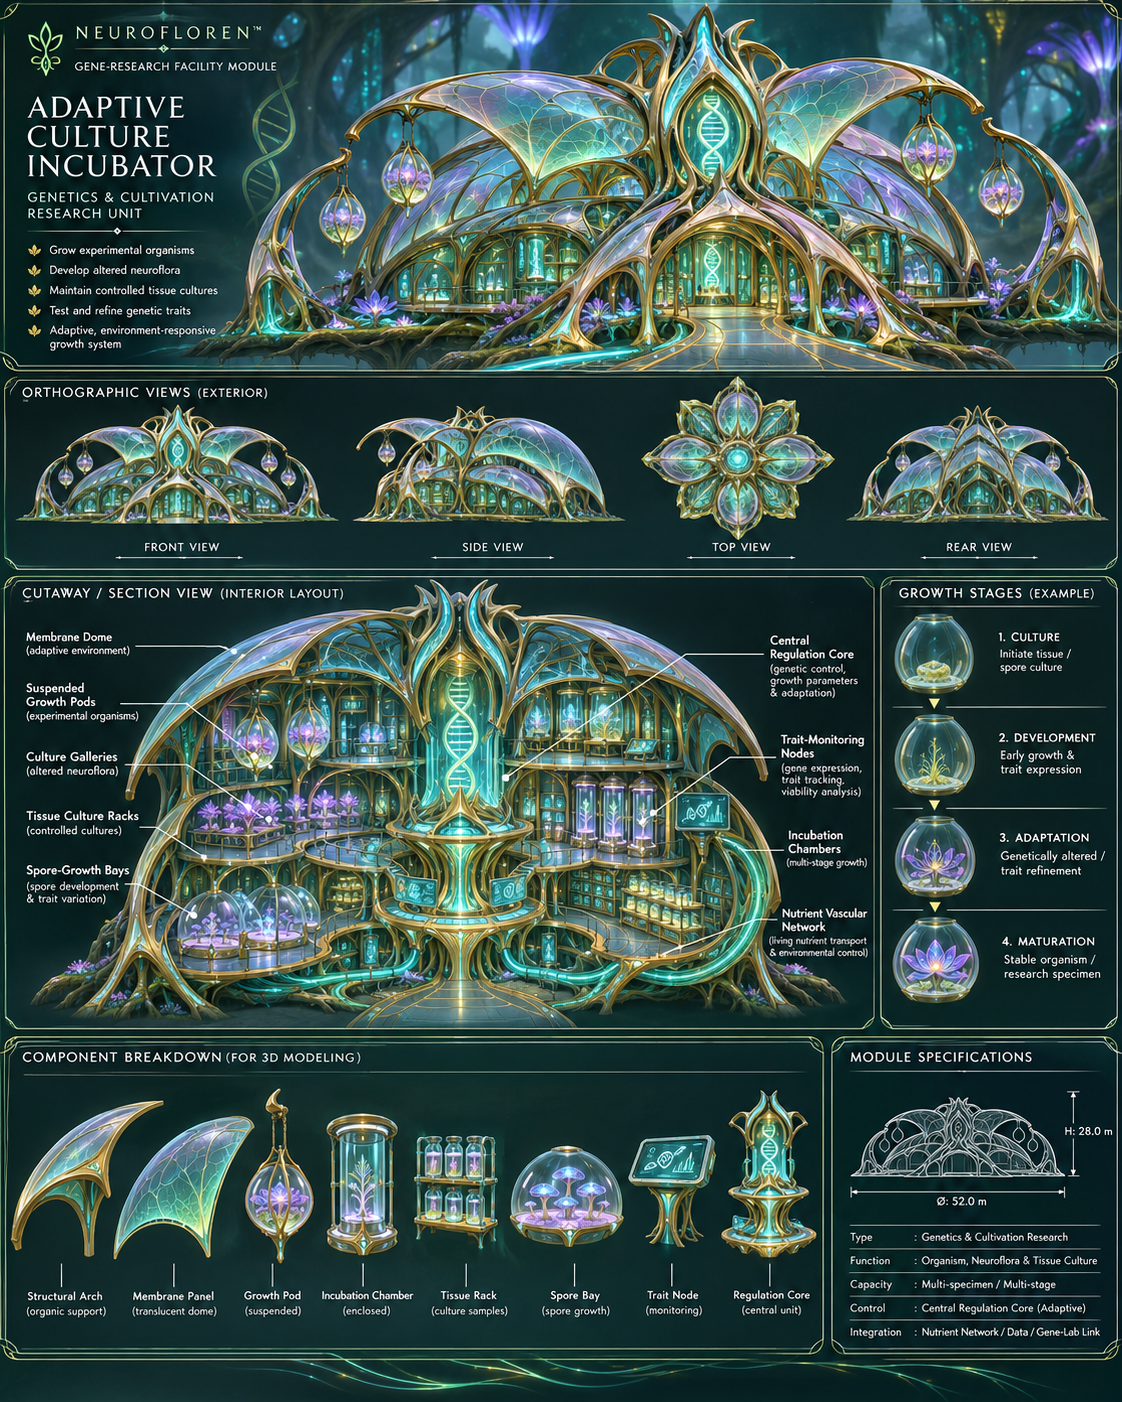 NEUROFLOREN™
GENE-RESEARCH FACILITY MODULE
ADAPTIVE
CULTURE
INCUBATOR
GENETICS & CULTIVATION
RESEARCH UNIT
Grow experimental organisms
Develop altered neuroflora
Maintain controlled tissue cultures
Test and refine genetic traits
Adaptive, environment-responsive
growth system
ORTHOGRAPHIC VIEWS (EXTERIOR)
FRONT VIEW
SIDE VIEW
TOP VIEW
REAR VIEW
CUTAWAY / SECTION VIEW (INTERIOR LAYOUT)
Membrane Dome
(adaptive environment)
Suspended
Growth Pods
(experimental organisms)
Culture Galleries
(altered neuroflora)
Tissue Culture Racks
(controlled cultures)
Spore-Growth Bays
(spore development
& trait variation)
Central
Regulation Core
(genetic control,
growth parameters
& adaptation)
Trait-Monitoring
Nodes
(gene expression,
trait tracking,
viability analysis)
Incubation
Chambers
(multi-stage growth)
Nutrient Vascular
Network
(living nutrient transport
& environmental control)
GROWTH STAGES (EXAMPLE)
1. CULTURE
Initiate tissue /
spore culture
2. DEVELOPMENT
Early growth &
trait expression
3. ADAPTATION
Genetically altered /
trait refinement
4. MATURATION
Stable organism /
research specimen
COMPONENT BREAKDOWN (FOR 3D MODELING)
Structural Arch
(organic support)
Membrane Panel
(translucent dome)
Growth Pod
(suspended)
Incubation Chamber
(enclosed)
Tissue Rack
(culture samples)
Spore Bay
(spore growth)
Trait Node
(monitoring)
Regulation Core
(central unit)
MODULE SPECIFICATIONS
H: 28.0 m
Ø: 52.0 m
Type : Genetics & Cultivation Research
Function : Organism, Neuroflora & Tissue Culture
Capacity : Multi-specimen / Multi-stage
Control : Central Regulation Core (Adaptive)
Integration : Nutrient Network / Data / Gene-Lab Link